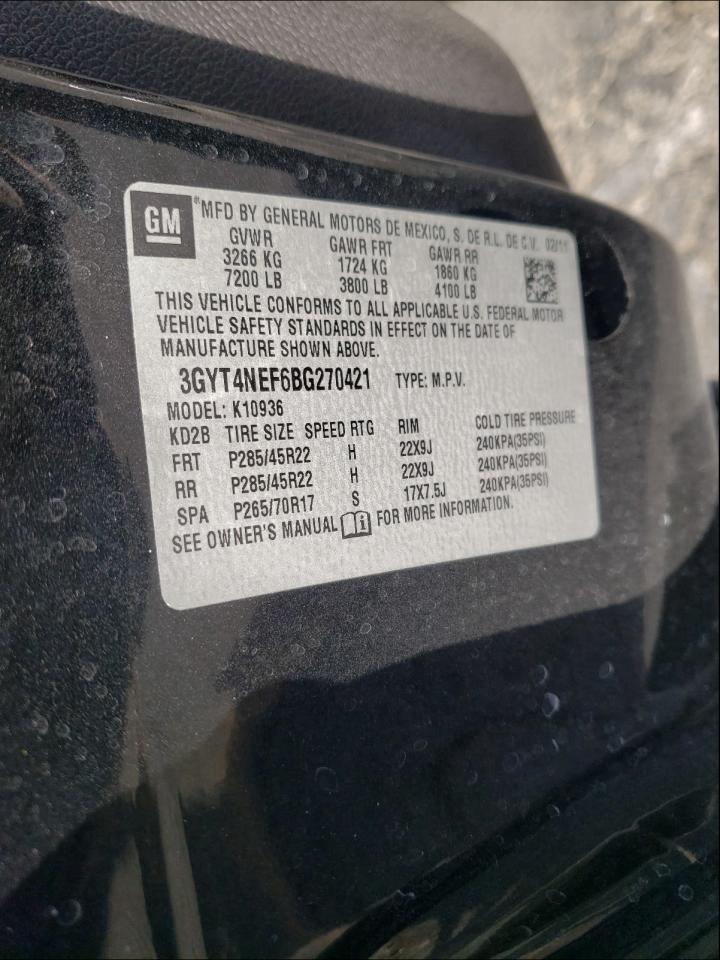 GM
*MFD BY GENERAL MOTORS DE MEXICO, S. DE R.L. DE C.V. 02/11
GVWR GAWR FRT GAWR RR
3266 KG 1724 KG 1860 KG
7200 LB 3800 LB 4100 LB
THIS VEHICLE CONFORMS TO ALL APPLICABLE U.S. FEDERAL MOTOR
VEHICLE SAFETY STANDARDS IN EFFECT ON THE DATE OF
MANUFACTURE SHOWN ABOVE.
3GYT4NEF6BG270421 TYPE: M.P.V.
MODEL: K10936
KD2B TIRE SIZE SPEED RTG RIM COLD TIRE PRESSURE
FRT P285/45R22 H 22X9J 240KPA(35PSI)
RR P285/45R22 H 22X9J 240KPA(35PSI)
SPA P265/70R17 S 17X7.5J 240KPA(35PSI)
SEE OWNER'S MANUAL FOR MORE INFORMATION.